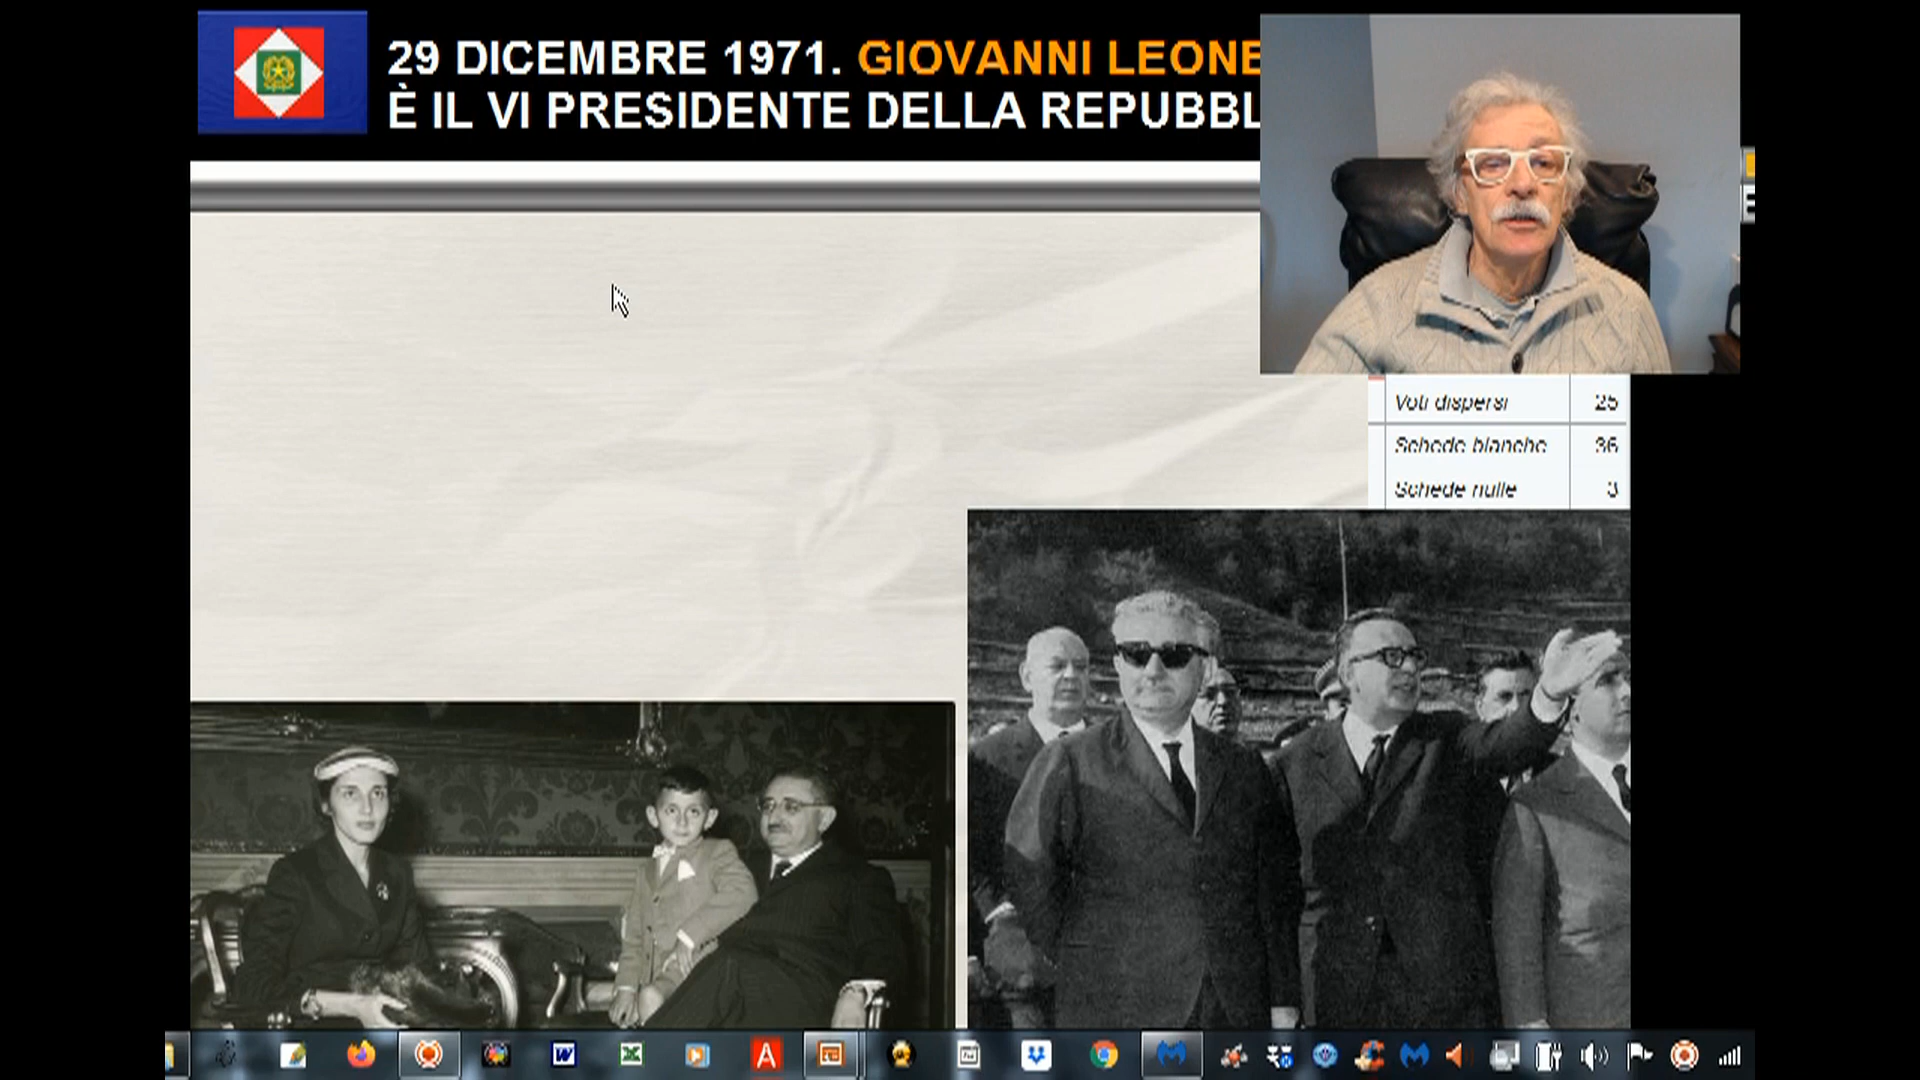 29 DICEMBRE 1971. GIOVANNI LEONE
È IL VI PRESIDENTE DELLA REPUBBL
Voti dispersi 25
Schede bianche 36
Schede nulle 3